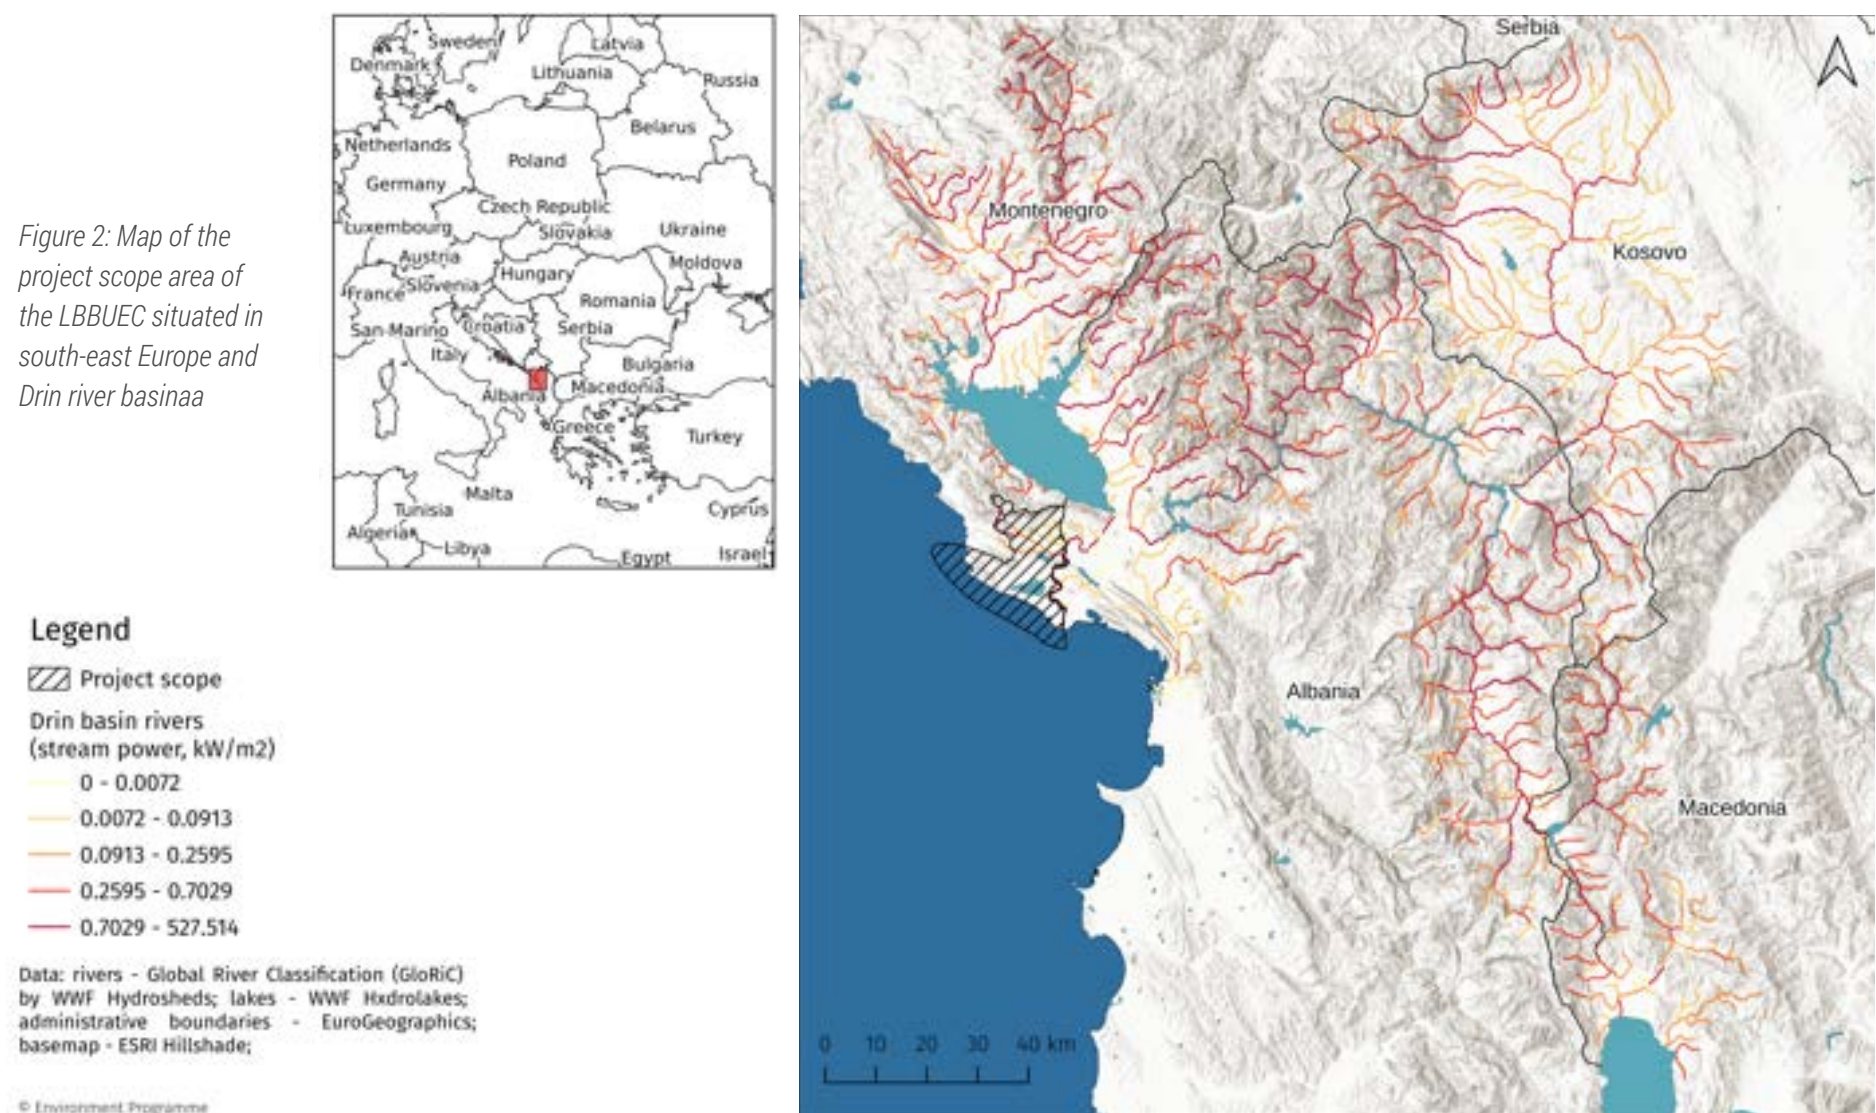 Figure 2: Map of the
project scope area of
the LBBUEC situated in
south-east Europe and
Drin river basinaa
Sweden
Latvia
Denmark
Lithuania
Russia
Belarus
Netherlands
Poland
Germany
Czech Republic
Luxembourg
Slovakia
Ukraine
Austria
Hungary
Moldova
France
Slovenia
Romania
San Marino
Croatia
Serbia
Italy
Bulgaria
Albania
Macedonia
Greece
Turkey
Malta
Tunisia
Cyprus
Algeria
Libya
Egypt
Israel
Legend
Project scope
Drin basin rivers
(stream power, kW/m2)
0 - 0.0072
0.0072 - 0.0913
0.0913 - 0.2595
0.2595 - 0.7029
0.7029 - 527.514
Data: rivers - Global River Classification (GloRiC)
by WWF Hydrosheds; lakes - WWF Hxdrolakes;
administrative boundaries - EuroGeographics;
basemap - ESRI Hillshade;
© Environment Programme
Serbia
Montenegro
Kosovo
Albania
Macedonia
0 10 20 30 40 km